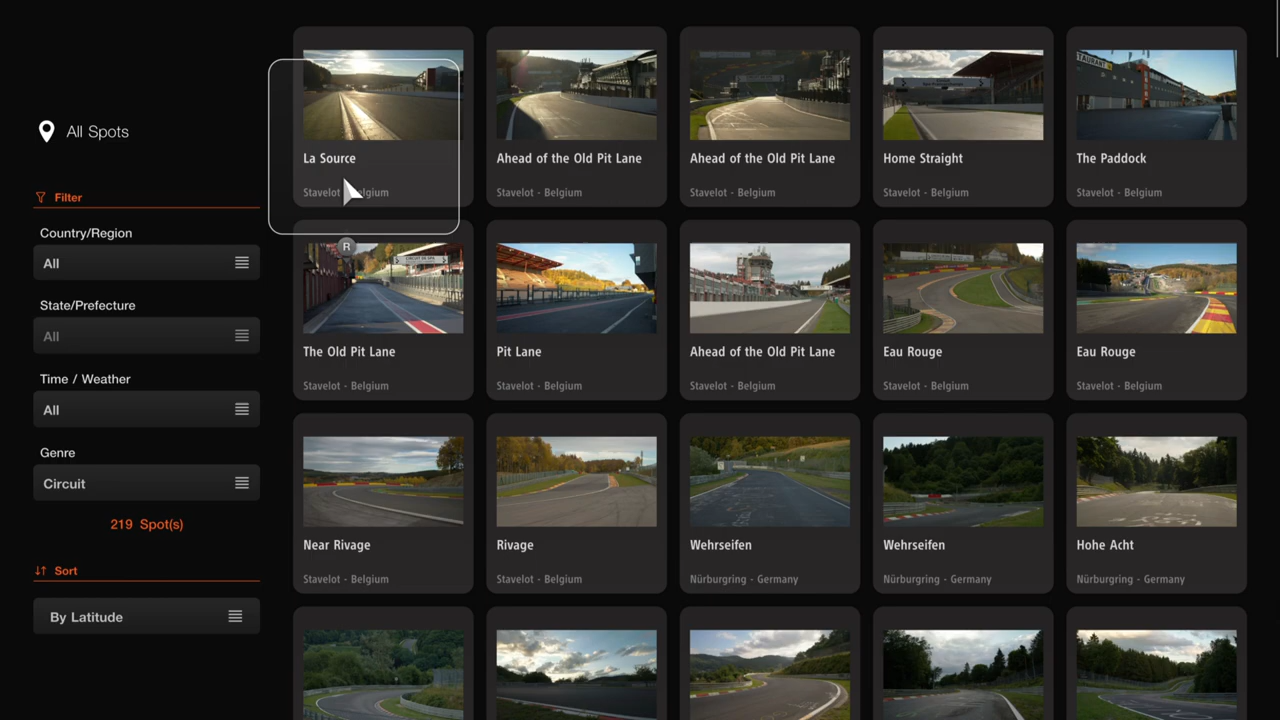 All Spots
Filter
Country/Region
All
State/Prefecture
All
Time / Weather
All
Genre
Circuit
219 Spot(s)
Sort
By Latitude
La Source
Stavelot - Belgium
Ahead of the Old Pit Lane
Stavelot - Belgium
Ahead of the Old Pit Lane
Stavelot - Belgium
Home Straight
Stavelot - Belgium
The Paddock
Stavelot - Belgium
R
The Old Pit Lane
Stavelot - Belgium
Pit Lane
Stavelot - Belgium
Ahead of the Old Pit Lane
Stavelot - Belgium
Eau Rouge
Stavelot - Belgium
Eau Rouge
Stavelot - Belgium
Near Rivage
Stavelot - Belgium
Rivage
Stavelot - Belgium
Wehrseifen
Nürburgring - Germany
Wehrseifen
Nürburgring - Germany
Hohe Acht
Nürburgring - Germany